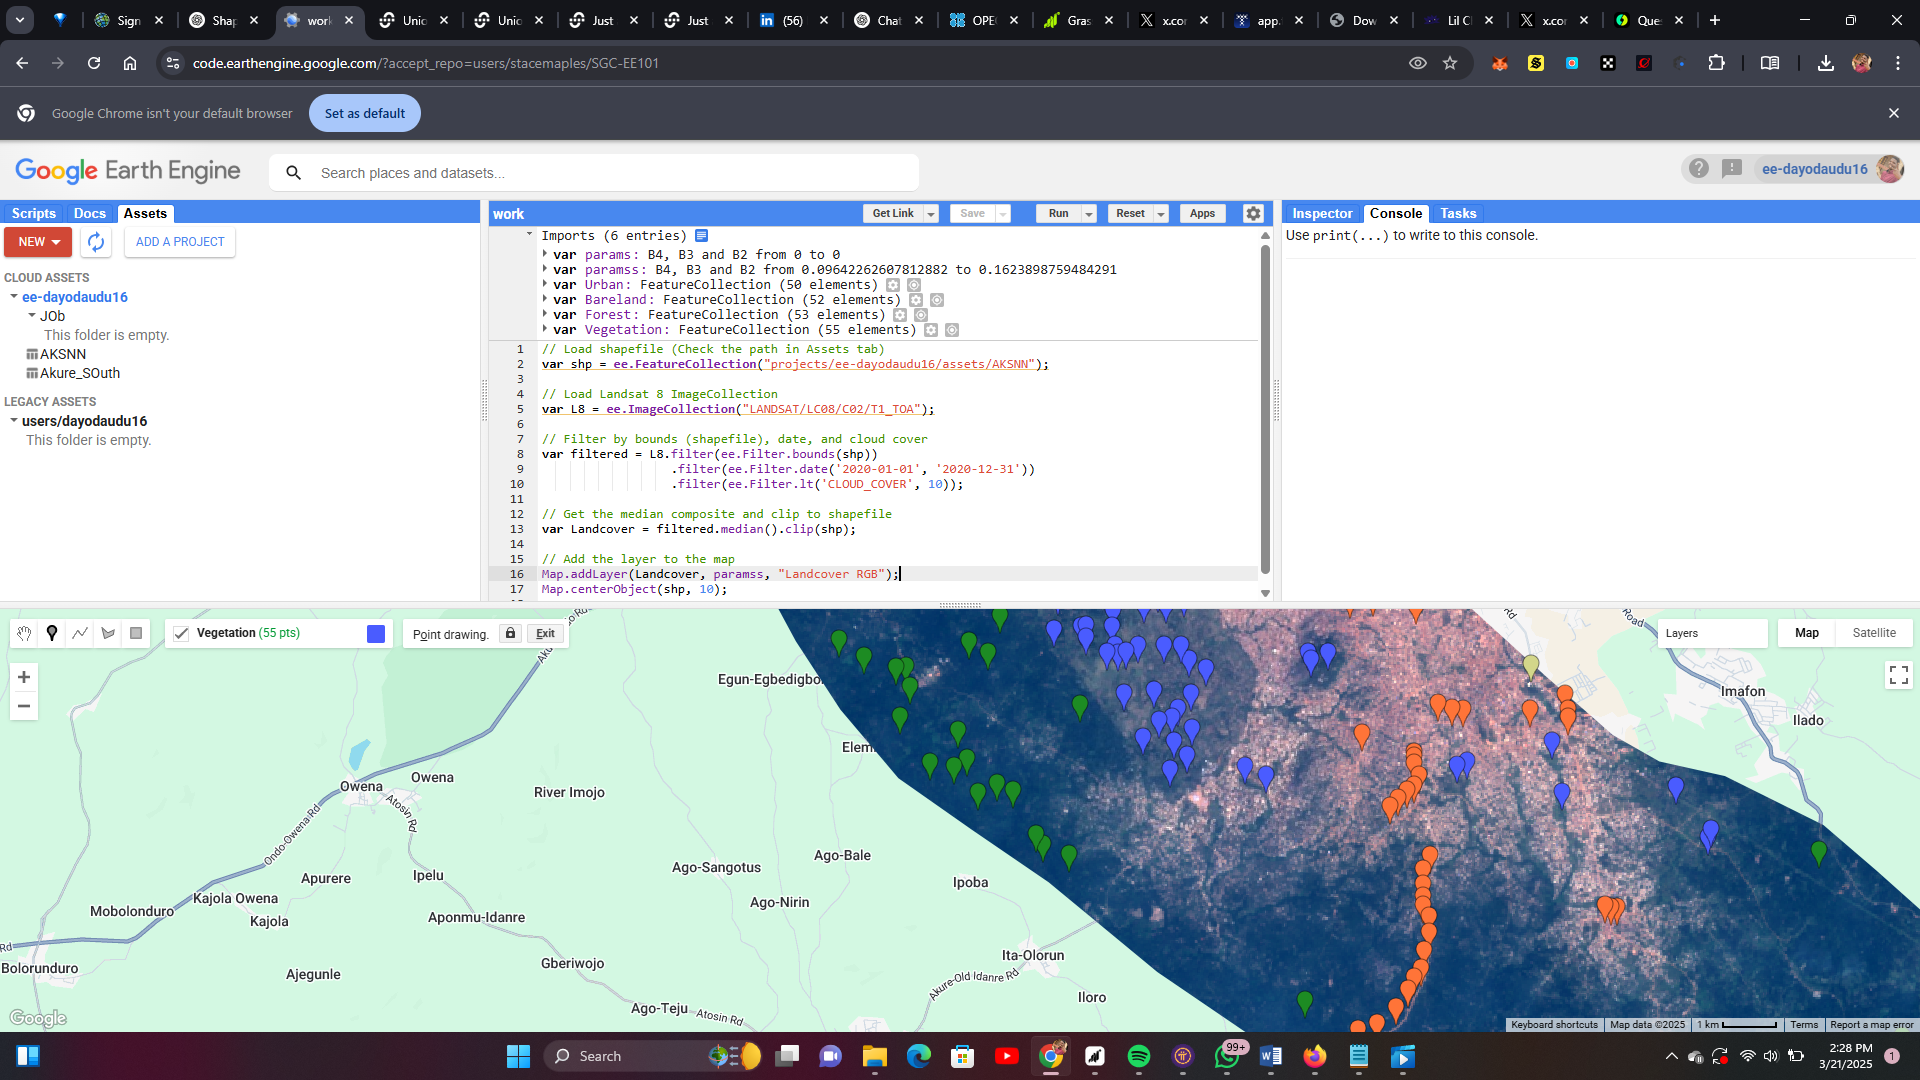 Sign
Shap
work
Unio
Unio
Just
Just
(56)
Chat
OPE
Gras
x.cor
app.
Dow
Lil C
x.cor
Que
code.earthengine.google.com/?accept_repo=users/stacemaples/SGC-EE101
Google Chrome isn't your default browser
Set as default
Google Earth Engine
Search places and datasets...
ee-dayodaudu16
Scripts
Docs
Assets
NEW
ADD A PROJECT
CLOUD ASSETS
ee-dayodaudu16
JOb
This folder is empty.
AKSNN
Akure_SOuth
LEGACY ASSETS
users/dayodaudu16
This folder is empty.
work
Get Link
Save
Run
Reset
Apps
Imports (6 entries)
var params: B4, B3 and B2 from 0 to 0
var paramss: B4, B3 and B2 from 0.09642262607812882 to 0.1623898759484291
var Urban: FeatureCollection (50 elements)
var Bareland: FeatureCollection (52 elements)
var Forest: FeatureCollection (53 elements)
var Vegetation: FeatureCollection (55 elements)
1 // Load shapefile (Check the path in Assets tab)
2 var shp = ee.FeatureCollection("projects/ee-dayodaudu16/assets/AKSNN");
3
4 // Load Landsat 8 ImageCollection
5 var L8 = ee.ImageCollection("LANDSAT/LC08/C02/T1_TOA");
6
7 // Filter by bounds (shapefile), date, and cloud cover
8 var filtered = L8.filter(ee.Filter.bounds(shp))
9 .filter(ee.Filter.date('2020-01-01', '2020-12-31'))
10 .filter(ee.Filter.lt('CLOUD_COVER', 10));
11
12 // Get the median composite and clip to shapefile
13 var Landcover = filtered.median().clip(shp);
14
15 // Add the layer to the map
16 Map.addLayer(Landcover, paramss, "Landcover RGB");
17 Map.centerObject(shp, 10);
Inspector
Console
Tasks
Use print(...) to write to this console.
Vegetation (55 pts)
Point drawing.
Exit
Layers
Map
Satellite
Rd
Road
Egun-Egbedigbo
Imafon
Ilado
Elem
Owena
Owena
River Imojo
Atosin Rd
Ondo-Owena Rd
Ago-Bale
Ago-Sangotus
Ipelu
Apurere
Ipoba
Kajola Owena
Ago-Nirin
Mobolonduro
Aponmu-Idanre
Kajola
Rd
Ita-Olorun
Gberiwojo
Bolorunduro
Ajegunle
Akure-Old Idanre Rd
Iloro
Ago-Teju
Atosin Rd
Google
Keyboard shortcuts
Map data ©2025
1 km
Terms
Report a map error
Search
99+
2:28 PM
3/21/2025
1